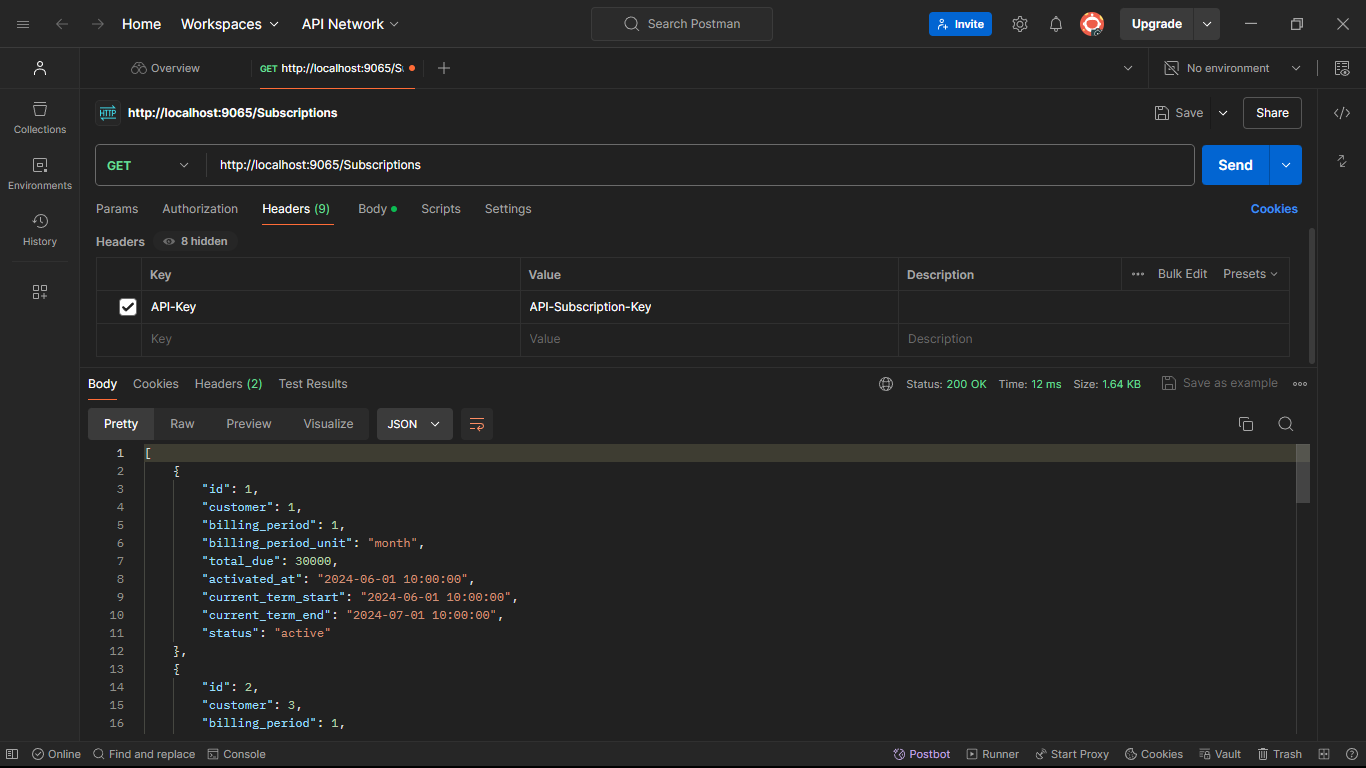 Home Workspaces API Network Search Postman Invite Upgrade
Overview GET http://localhost:9065/S No environment
HTTP http://localhost:9065/Subscriptions Save Share
Collections
GET http://localhost:9065/Subscriptions Send
Environments
Params Authorization Headers (9) Body Scripts Settings Cookies
History
Headers 8 hidden
Key Value Description Bulk Edit Presets
API-Key API-Subscription-Key
Key Value Description
Body Cookies Headers (2) Test Results Status: 200 OK Time: 12 ms Size: 1.64 KB Save as example
Pretty Raw Preview Visualize JSON
1 [
2 {
3 "id": 1,
4 "customer": 1,
5 "billing_period": 1,
6 "billing_period_unit": "month",
7 "total_due": 30000,
8 "activated_at": "2024-06-01 10:00:00",
9 "current_term_start": "2024-06-01 10:00:00",
10 "current_term_end": "2024-07-01 10:00:00",
11 "status": "active"
12 },
13 {
14 "id": 2,
15 "customer": 3,
16 "billing_period": 1,
Online Find and replace Console Postbot Runner Start Proxy Cookies Vault Trash